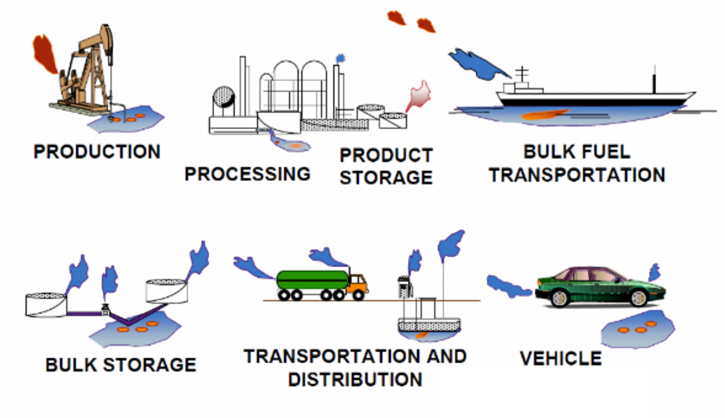 PRODUCTION
PROCESSING
PRODUCT
STORAGE
BULK FUEL
TRANSPORTATION
BULK STORAGE
TRANSPORTATION AND
DISTRIBUTION
VEHICLE